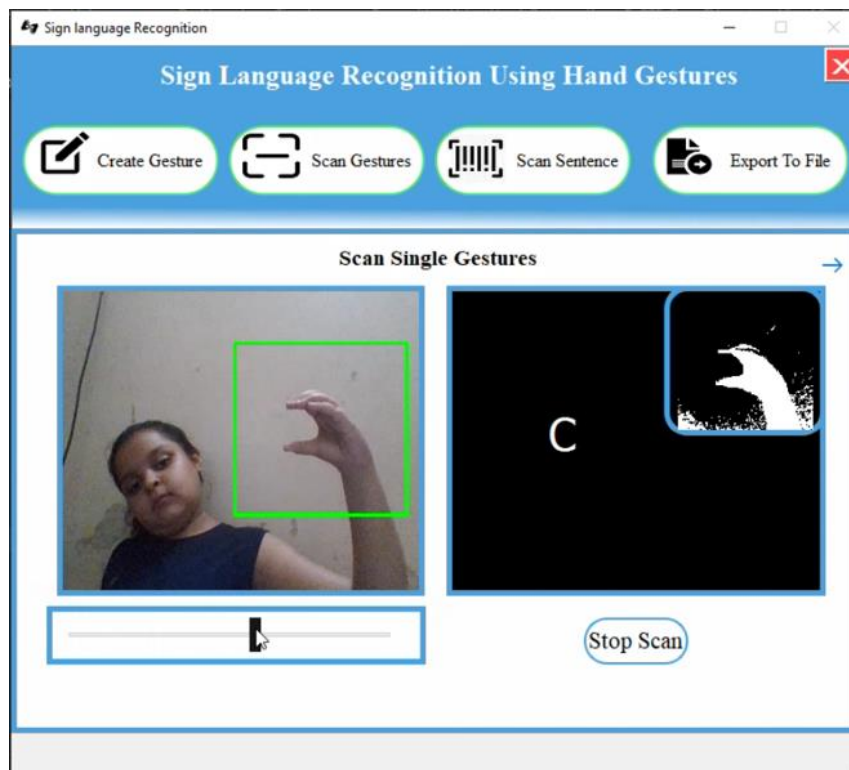 Sign language Recognition
Sign Language Recognition Using Hand Gestures
Create Gesture
Scan Gestures
Scan Sentence
Export To File
Scan Single Gestures
C
Stop Scan